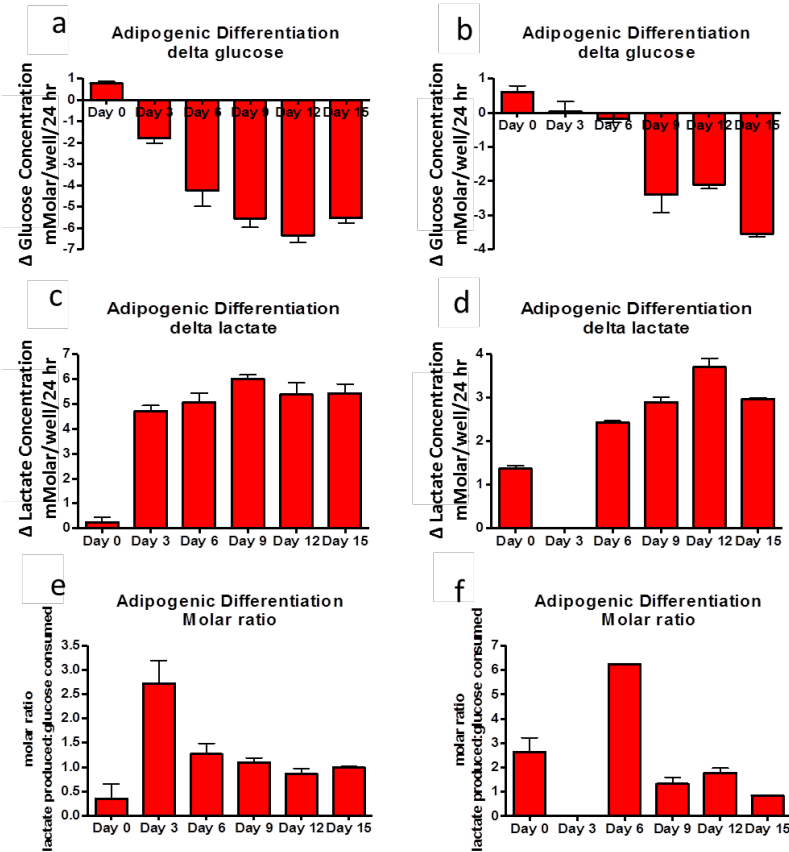 a
Adipogenic Differentiation
delta glucose
Δ Glucose Concentration
mMolar/well/24 hr
1
0
-1
-2
-3
-4
-5
-6
-7
Day 0 Day 3 Day 6 Day 9 Day 12 Day 15
b
Adipogenic Differentiation
delta glucose
Δ Glucose Concentration
mMolar/well/24 hr
1
0
-1
-2
-3
-4
Day 0 Day 3 Day 6 Day 9 Day 12 Day 15
c
Adipogenic Differentiation
delta lactate
Δ Lactate Concentration
mMolar/well/24 hr
7
6
5
4
3
2
1
0
Day 0 Day 3 Day 6 Day 9 Day 12 Day 15
d
Adipogenic Differentiation
delta lactate
Δ Lactate Concentration
mMolar/well/24 hr
4
3
2
1
0
Day 0 Day 3 Day 6 Day 9 Day 12 Day 15
e
Adipogenic Differentiation
Molar ratio
molar ratio
lactate produced:glucose consumed
3.5
3.0
2.5
2.0
1.5
1.0
0.5
0.0
Day 0 Day 3 Day 6 Day 9 Day 12 Day 15
f
Adipogenic Differentiation
Molar ratio
molar ratio
lactate produced:glucose consumed
7
6
5
4
3
2
1
0
Day 0 Day 3 Day 6 Day 9 Day 12 Day 15